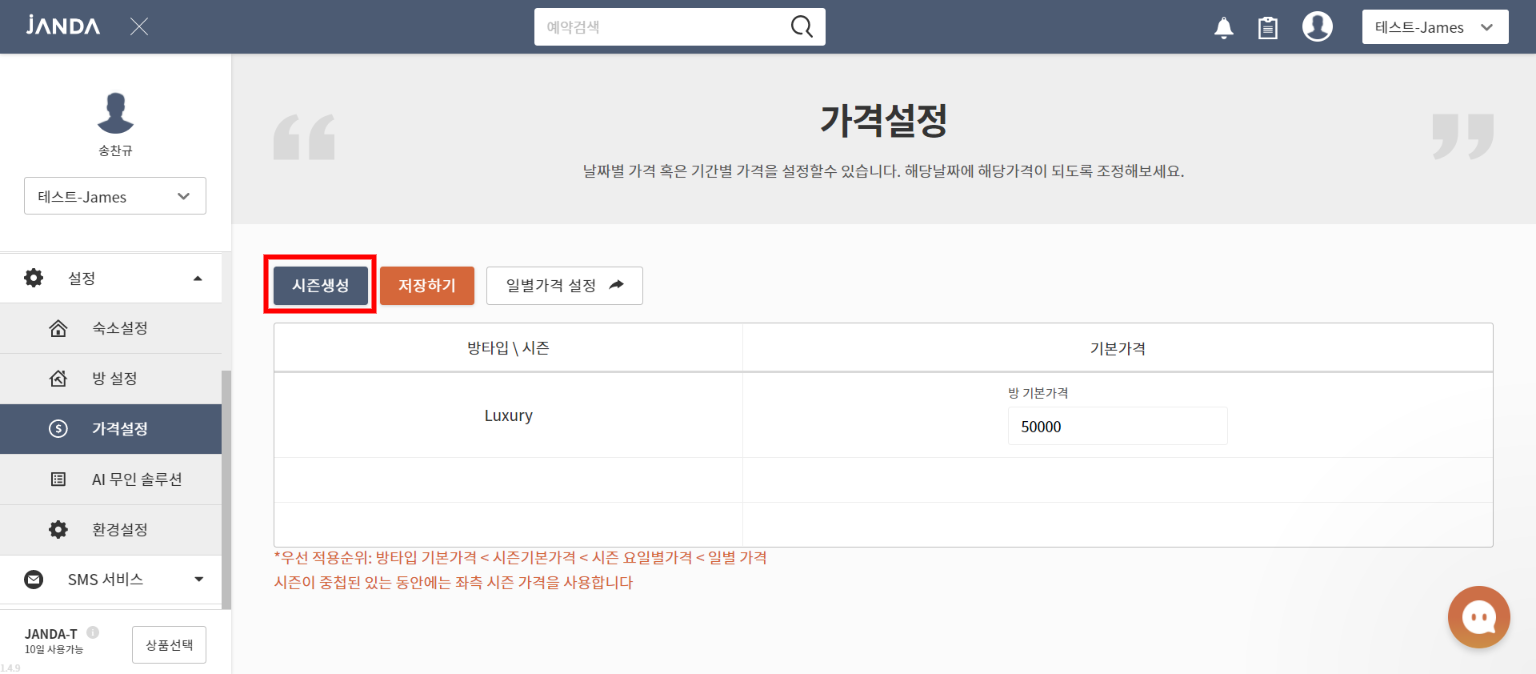 JANDA
예약검색
테스트-James
송찬규
테스트-James
설정
숙소설정
방 설정
가격설정
AI 무인 솔루션
환경설정
SMS 서비스
JANDA-T
10일 사용가능
상품선택
1.4.9
가격설정
날짜별 가격 혹은 기간별 가격을 설정할수 있습니다. 해당날짜에 해당가격이 되도록 조정해보세요.
시즌생성
저장하기
일별가격 설정
방타입 \ 시즌
기본가격
Luxury
방 기본가격
50000
*우선 적용순위: 방타입 기본가격 < 시즌기본가격 < 시즌 요일별가격 < 일별 가격
시즌이 중첩된 있는 동안에는 좌측 시즌 가격을 사용합니다